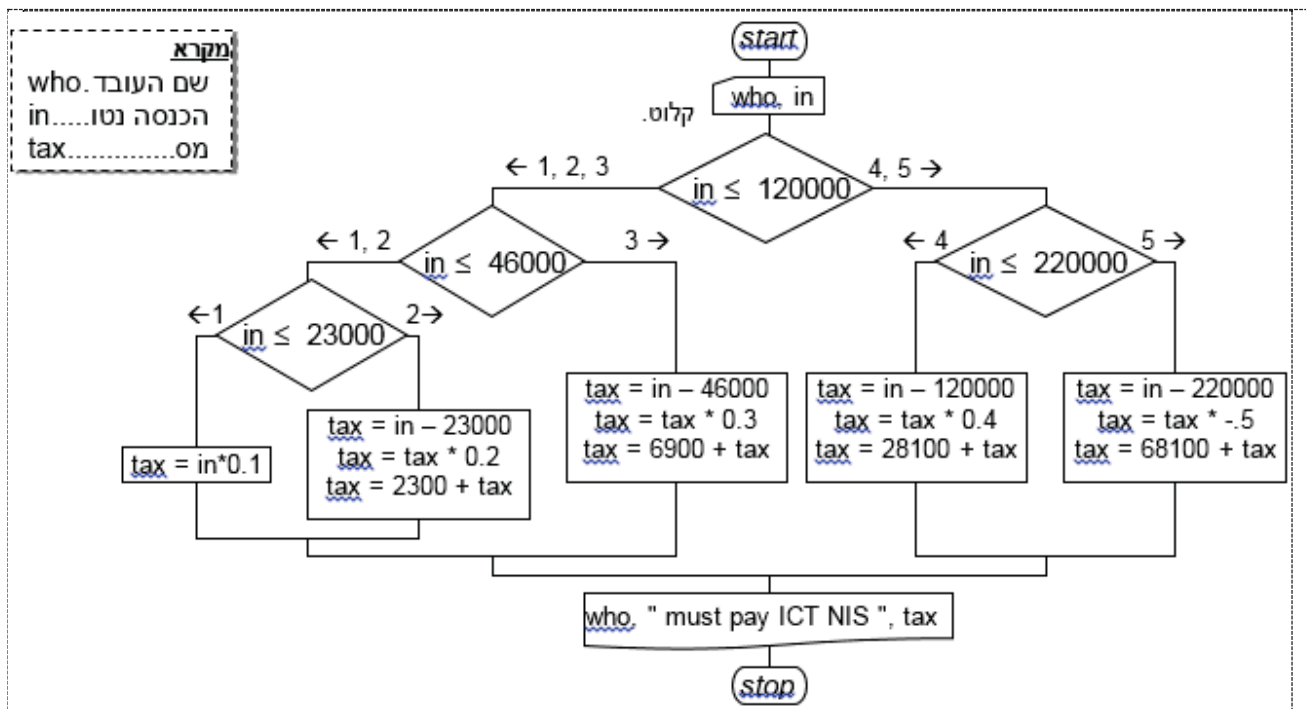 start
מקרא
who.שם העובד
in.....הכנסה נטו
tax..............מס
who, in
קלוט.
← 1, 2, 3
in ≤ 120000
4, 5 →
← 1, 2
in ≤ 46000
3 →
← 4
in ≤ 220000
5 →
←1
in ≤ 23000
2→
tax = in*0.1
tax = in – 23000
tax = tax * 0.2
tax = 2300 + tax
tax = in – 46000
tax = tax * 0.3
tax = 6900 + tax
tax = in – 120000
tax = tax * 0.4
tax = 28100 + tax
tax = in – 220000
tax = tax * -.5
tax = 68100 + tax
who, " must pay ICT NIS ", tax
stop